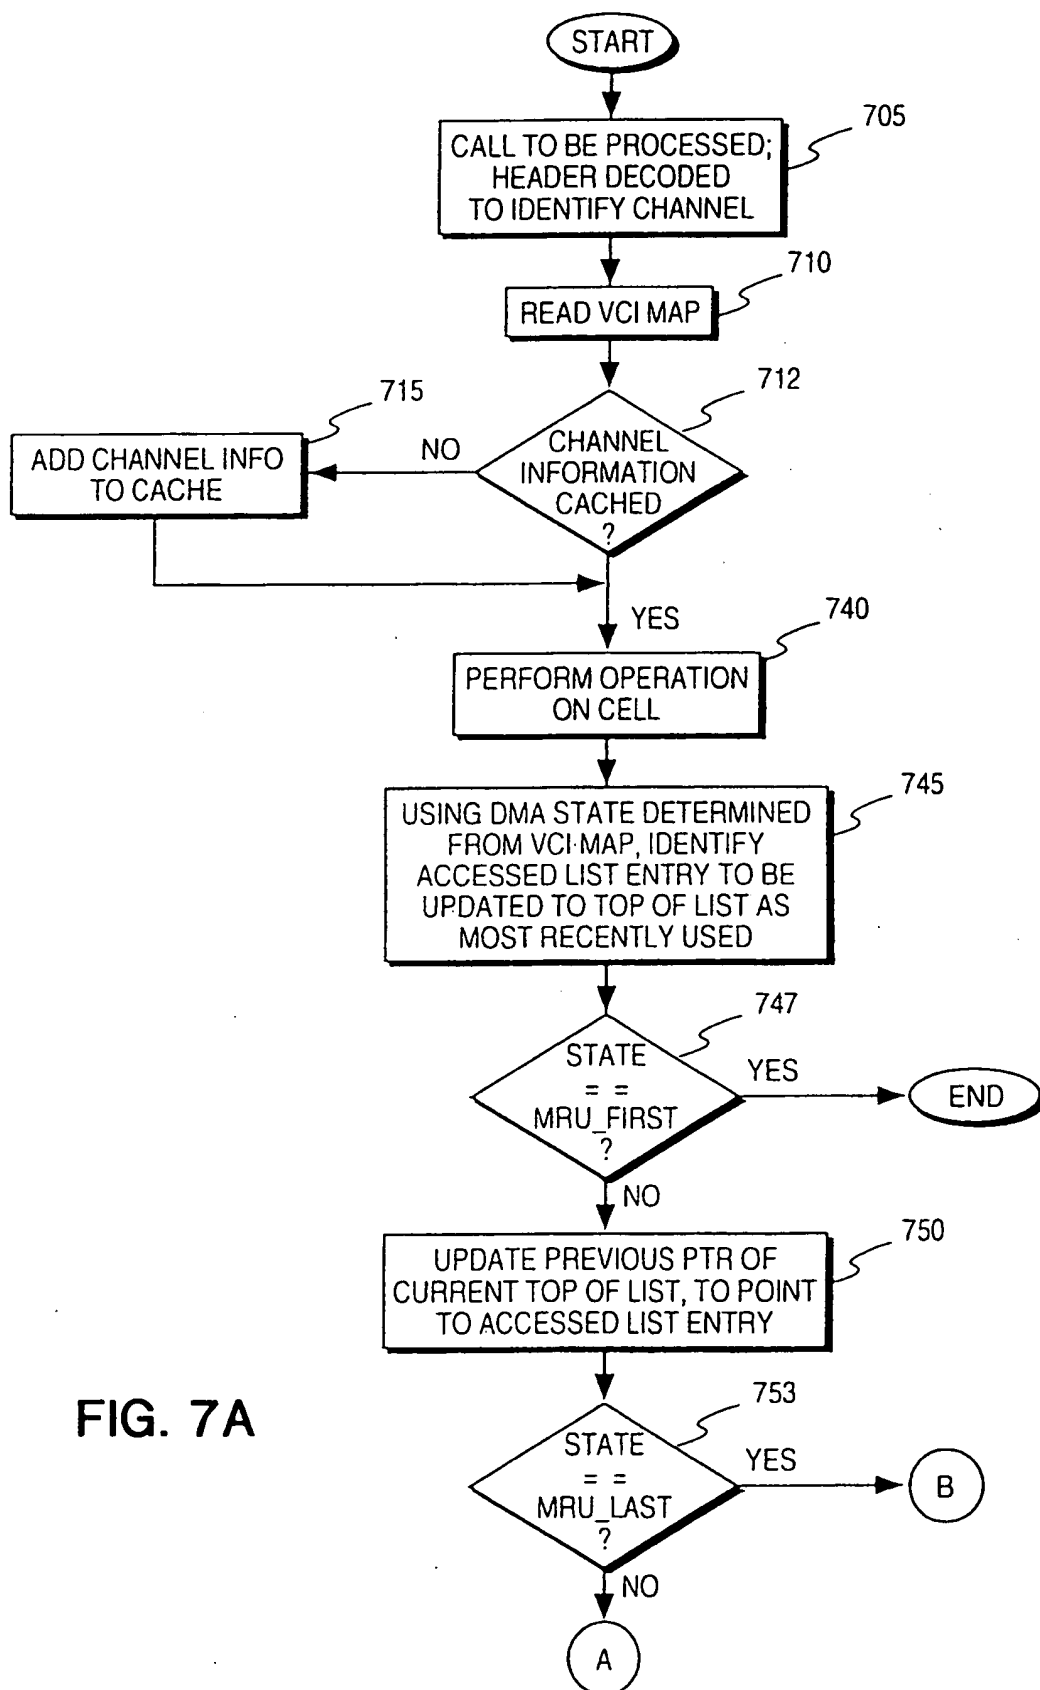 START
CALL TO BE PROCESSED;
HEADER DECODED
TO IDENTIFY CHANNEL
705
READ VCI MAP
710
CHANNEL
INFORMATION
CACHED
?
712
NO
715
ADD CHANNEL INFO
TO CACHE
YES
740
PERFORM OPERATION
ON CELL
745
USING DMA STATE DETERMINED
FROM VCI MAP, IDENTIFY
ACCESSED LIST ENTRY TO BE
UPDATED TO TOP OF LIST AS
MOST RECENTLY USED
747
STATE
= =
MRU_FIRST
?
YES
END
NO
750
UPDATE PREVIOUS PTR OF
CURRENT TOP OF LIST, TO POINT
TO ACCESSED LIST ENTRY
FIG. 7A
753
STATE
= =
MRU_LAST
?
YES
B
NO
A